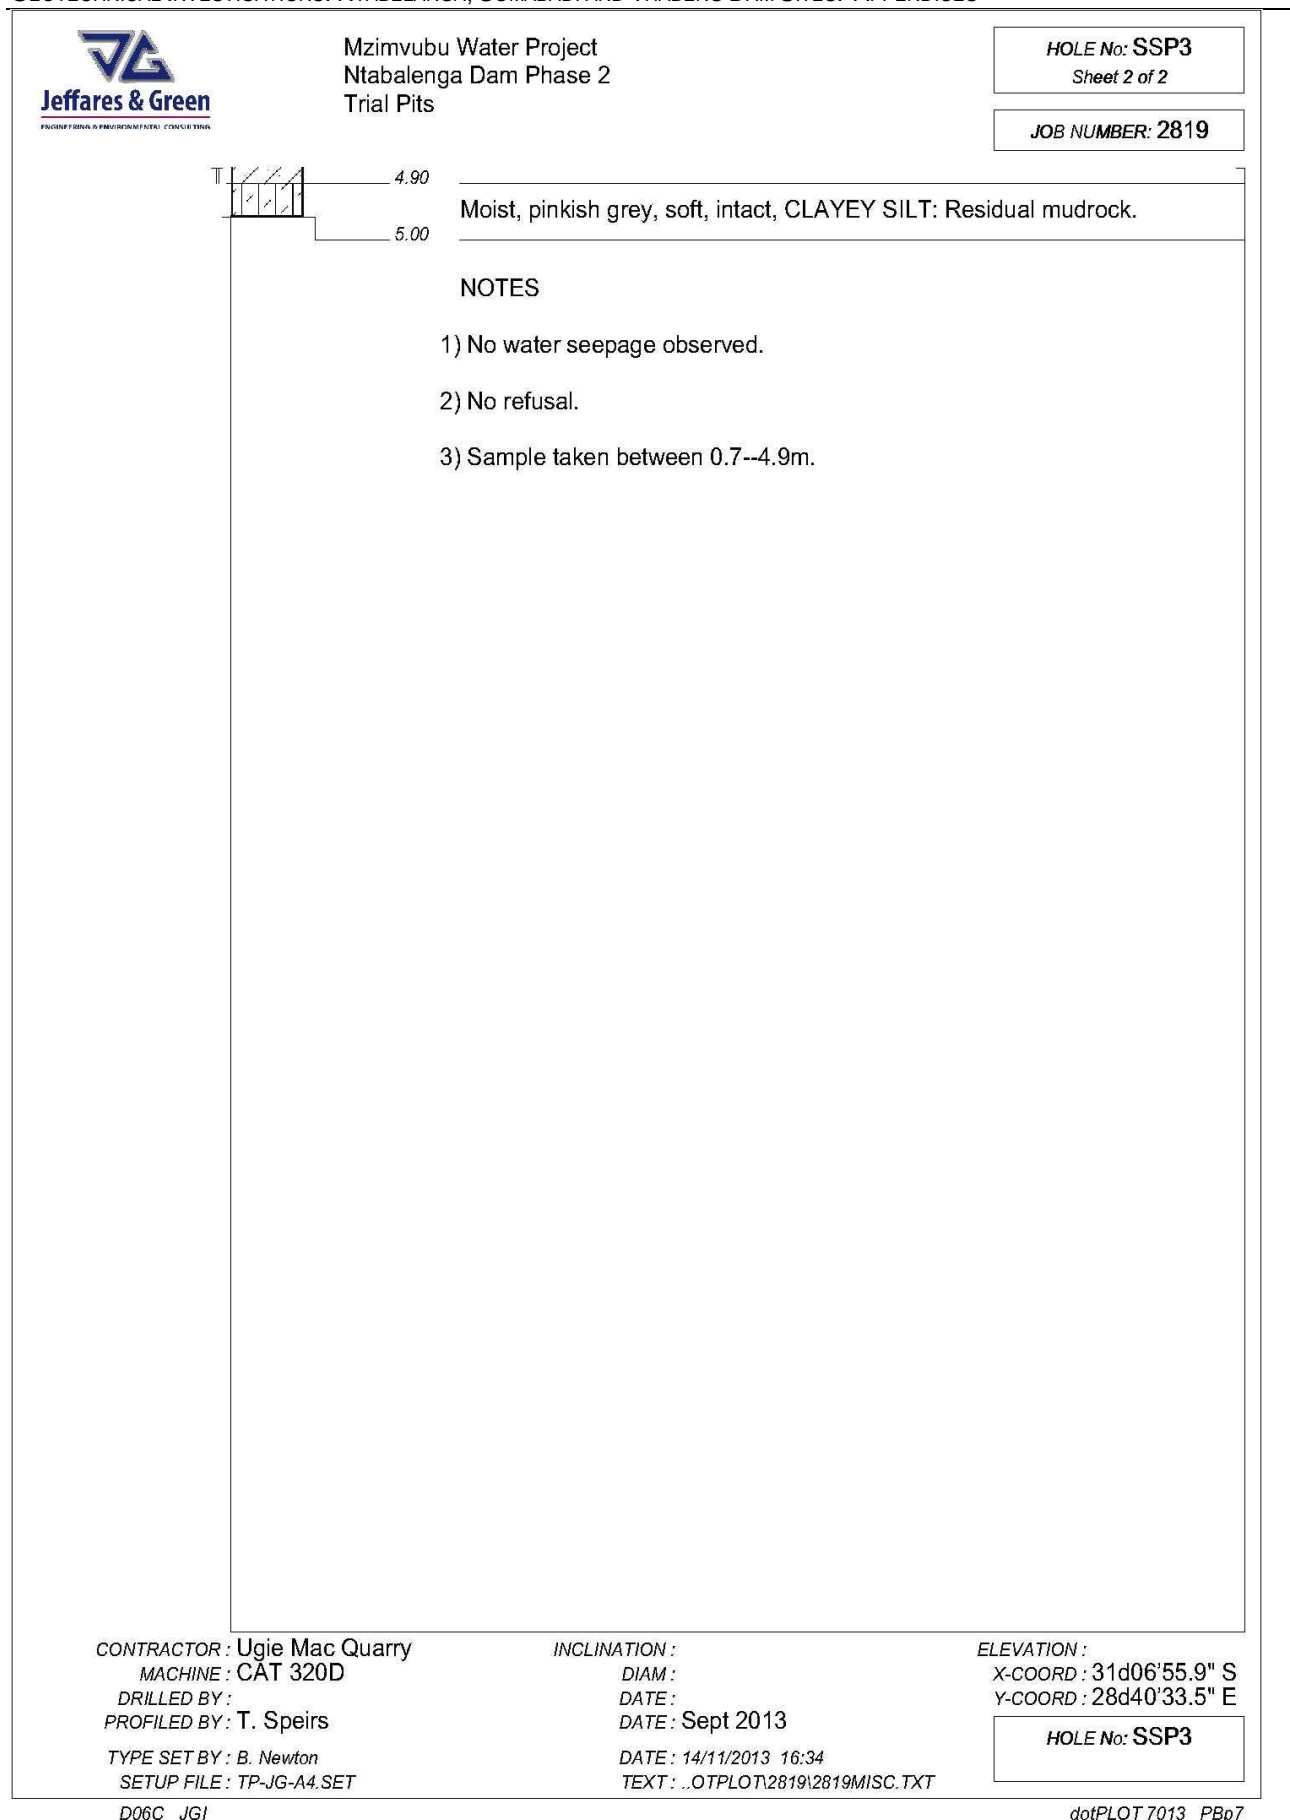 Jeffares & Green
ENGINEERING & ENVIRONMENTAL CONSULTING
Mzimvubu Water Project
Ntabalenga Dam Phase 2
Trial Pits
HOLE No: SSP3
Sheet 2 of 2
JOB NUMBER: 2819
4.90
Moist, pinkish grey, soft, intact, CLAYEY SILT: Residual mudrock.
5.00
NOTES
1) No water seepage observed.
2) No refusal.
3) Sample taken between 0.7--4.9m.
CONTRACTOR : Ugie Mac Quarry
MACHINE : CAT 320D
DRILLED BY :
PROFILED BY : T. Speirs
TYPE SET BY : B. Newton
SETUP FILE : TP-JG-A4.SET
INCLINATION :
DIAM :
DATE :
DATE : Sept 2013
DATE : 14/11/2013 16:34
TEXT : ..OTPLOT\2819\2819MISC.TXT
ELEVATION :
X-COORD : 31d06'55.9" S
Y-COORD : 28d40'33.5" E
HOLE No: SSP3
D06C JGI
dotPLOT 7013 PBp7